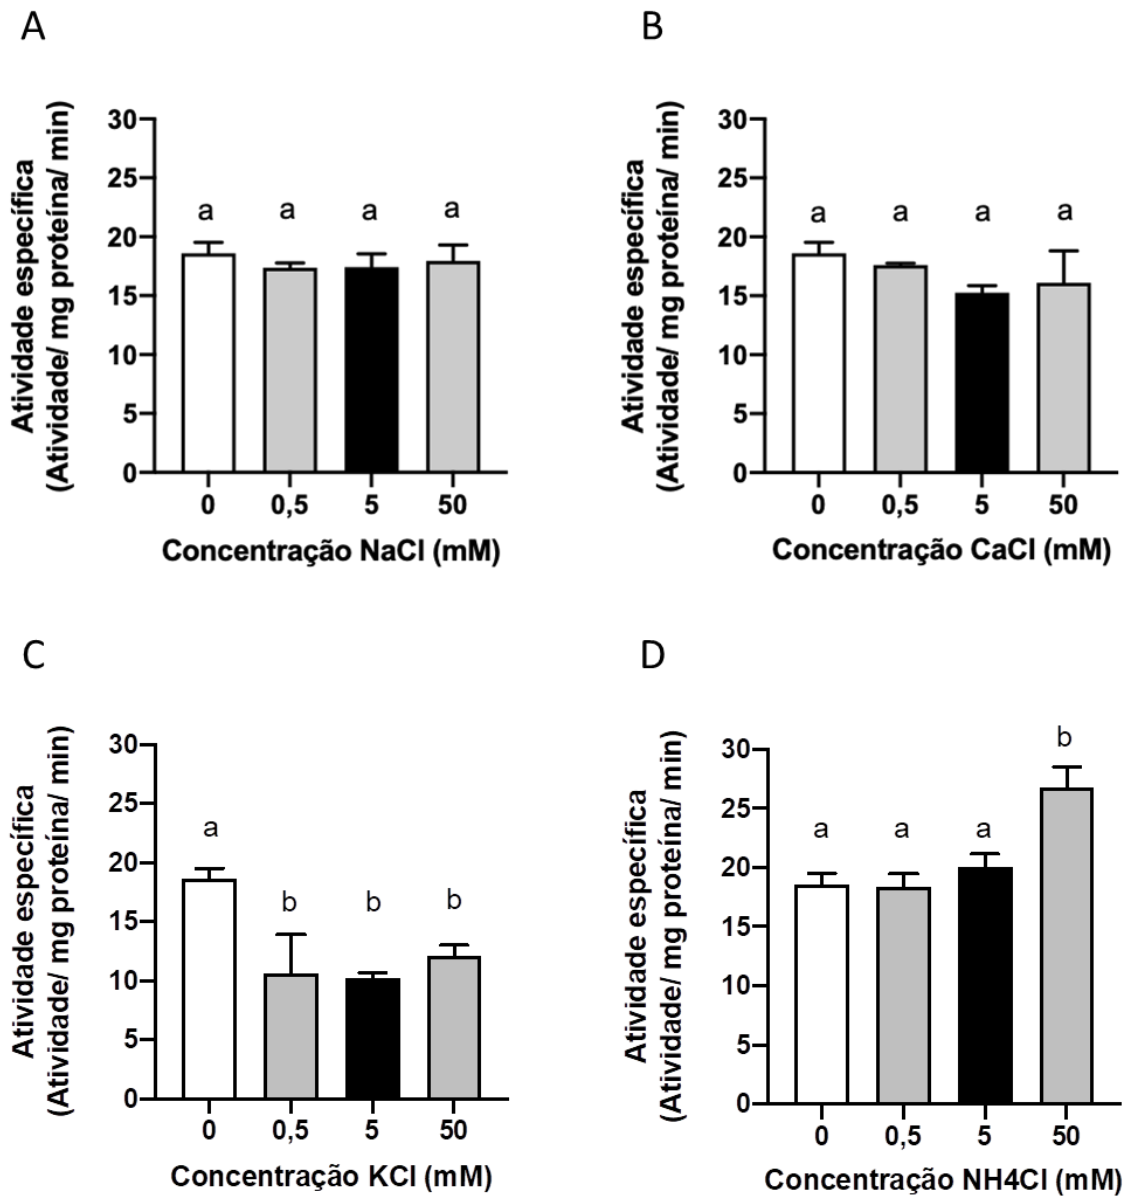 A
Atividade específica
(Atividade/ mg proteína/ min)
30
25
20
15
10
5
0
a
a
a
a
0
0,5
5
50
Concentração NaCl (mM)
B
Atividade específica
(Atividade/ mg proteína/ min)
30
25
20
15
10
5
0
a
a
a
a
0
0,5
5
50
Concentração CaCl (mM)
C
Atividade específica
(Atividade/ mg proteína/ min)
30
25
20
15
10
5
0
a
b
b
b
0
0,5
5
50
Concentração KCl (mM)
D
Atividade específica
(Atividade/ mg proteína/ min)
30
25
20
15
10
5
0
a
a
a
b
0
0,5
5
50
Concentração NH4Cl (mM)